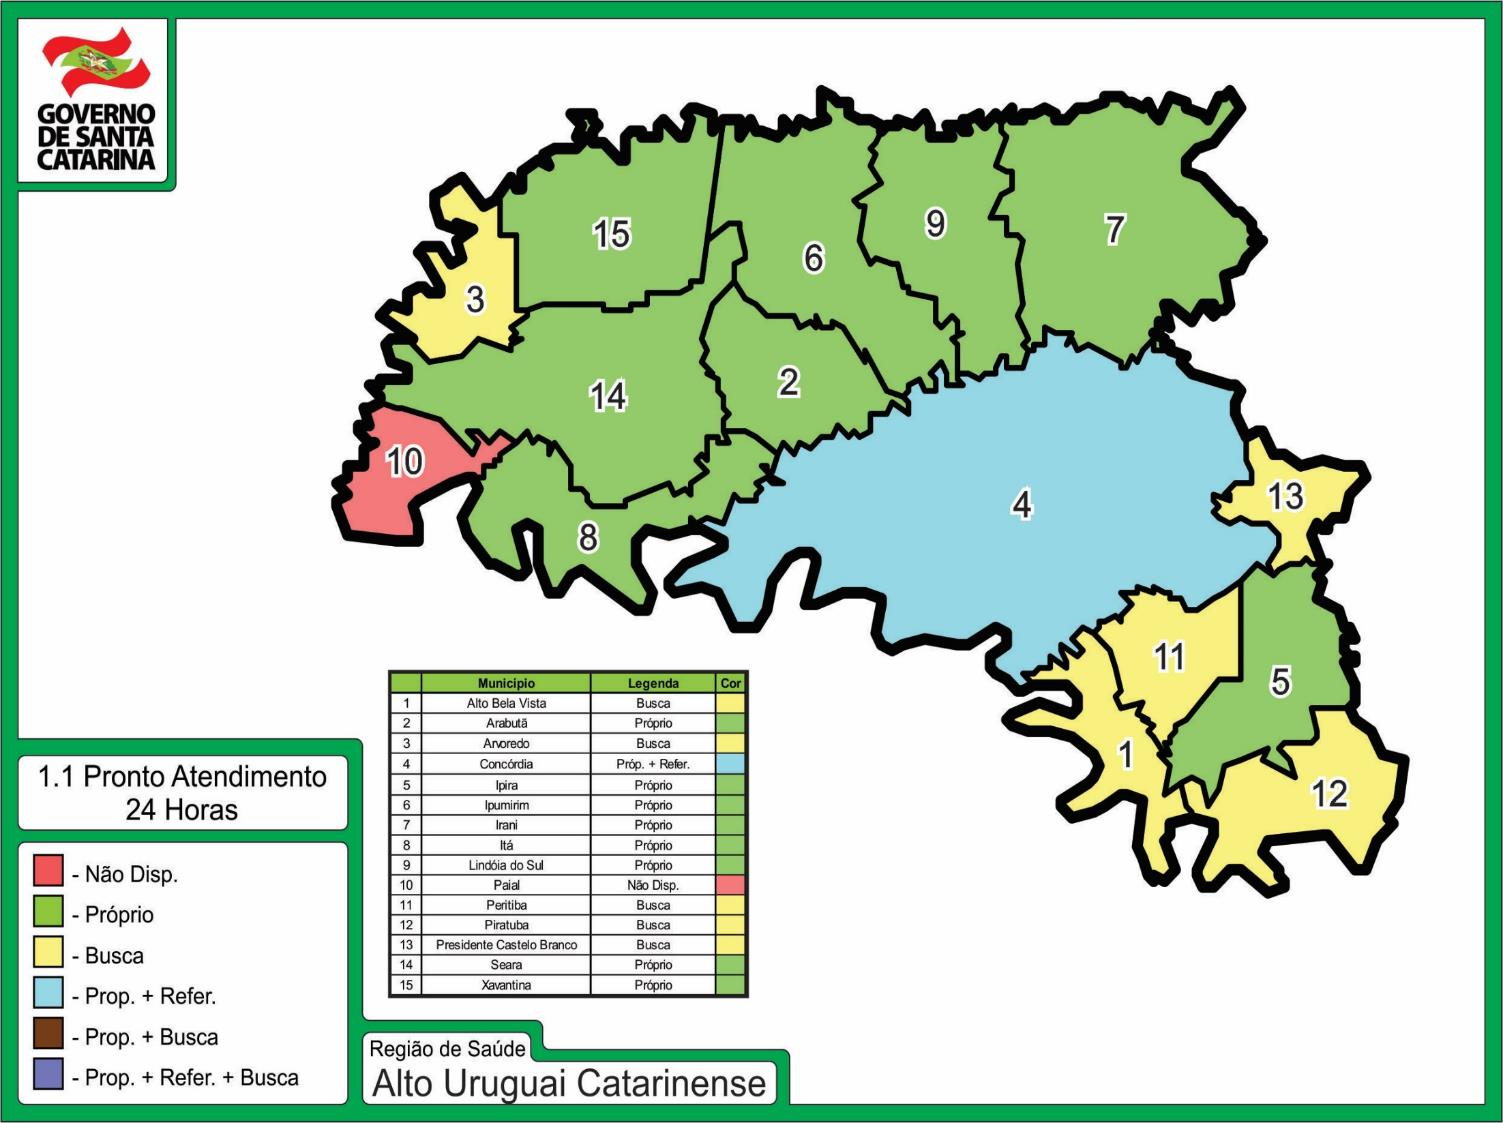 GOVERNO
DE SANTA
CATARINA
15
6
9
7
3
14
2
10
8
4
13
11
5
1
12
Município Legenda Cor
1 Alto Bela Vista Busca
2 Arabutã Próprio
3 Arvoredo Busca
4 Concórdia Próp. + Refer.
5 Ipira Próprio
6 Ipumirim Próprio
7 Irani Próprio
8 Itá Próprio
9 Lindóia do Sul Próprio
10 Paial Não Disp.
11 Peritiba Busca
12 Piratuba Busca
13 Presidente Castelo Branco Busca
14 Seara Próprio
15 Xavantina Próprio
1.1 Pronto Atendimento
24 Horas
- Não Disp.
- Próprio
- Busca
- Prop. + Refer.
- Prop. + Busca
- Prop. + Refer. + Busca
Região de Saúde
Alto Uruguai Catarinense